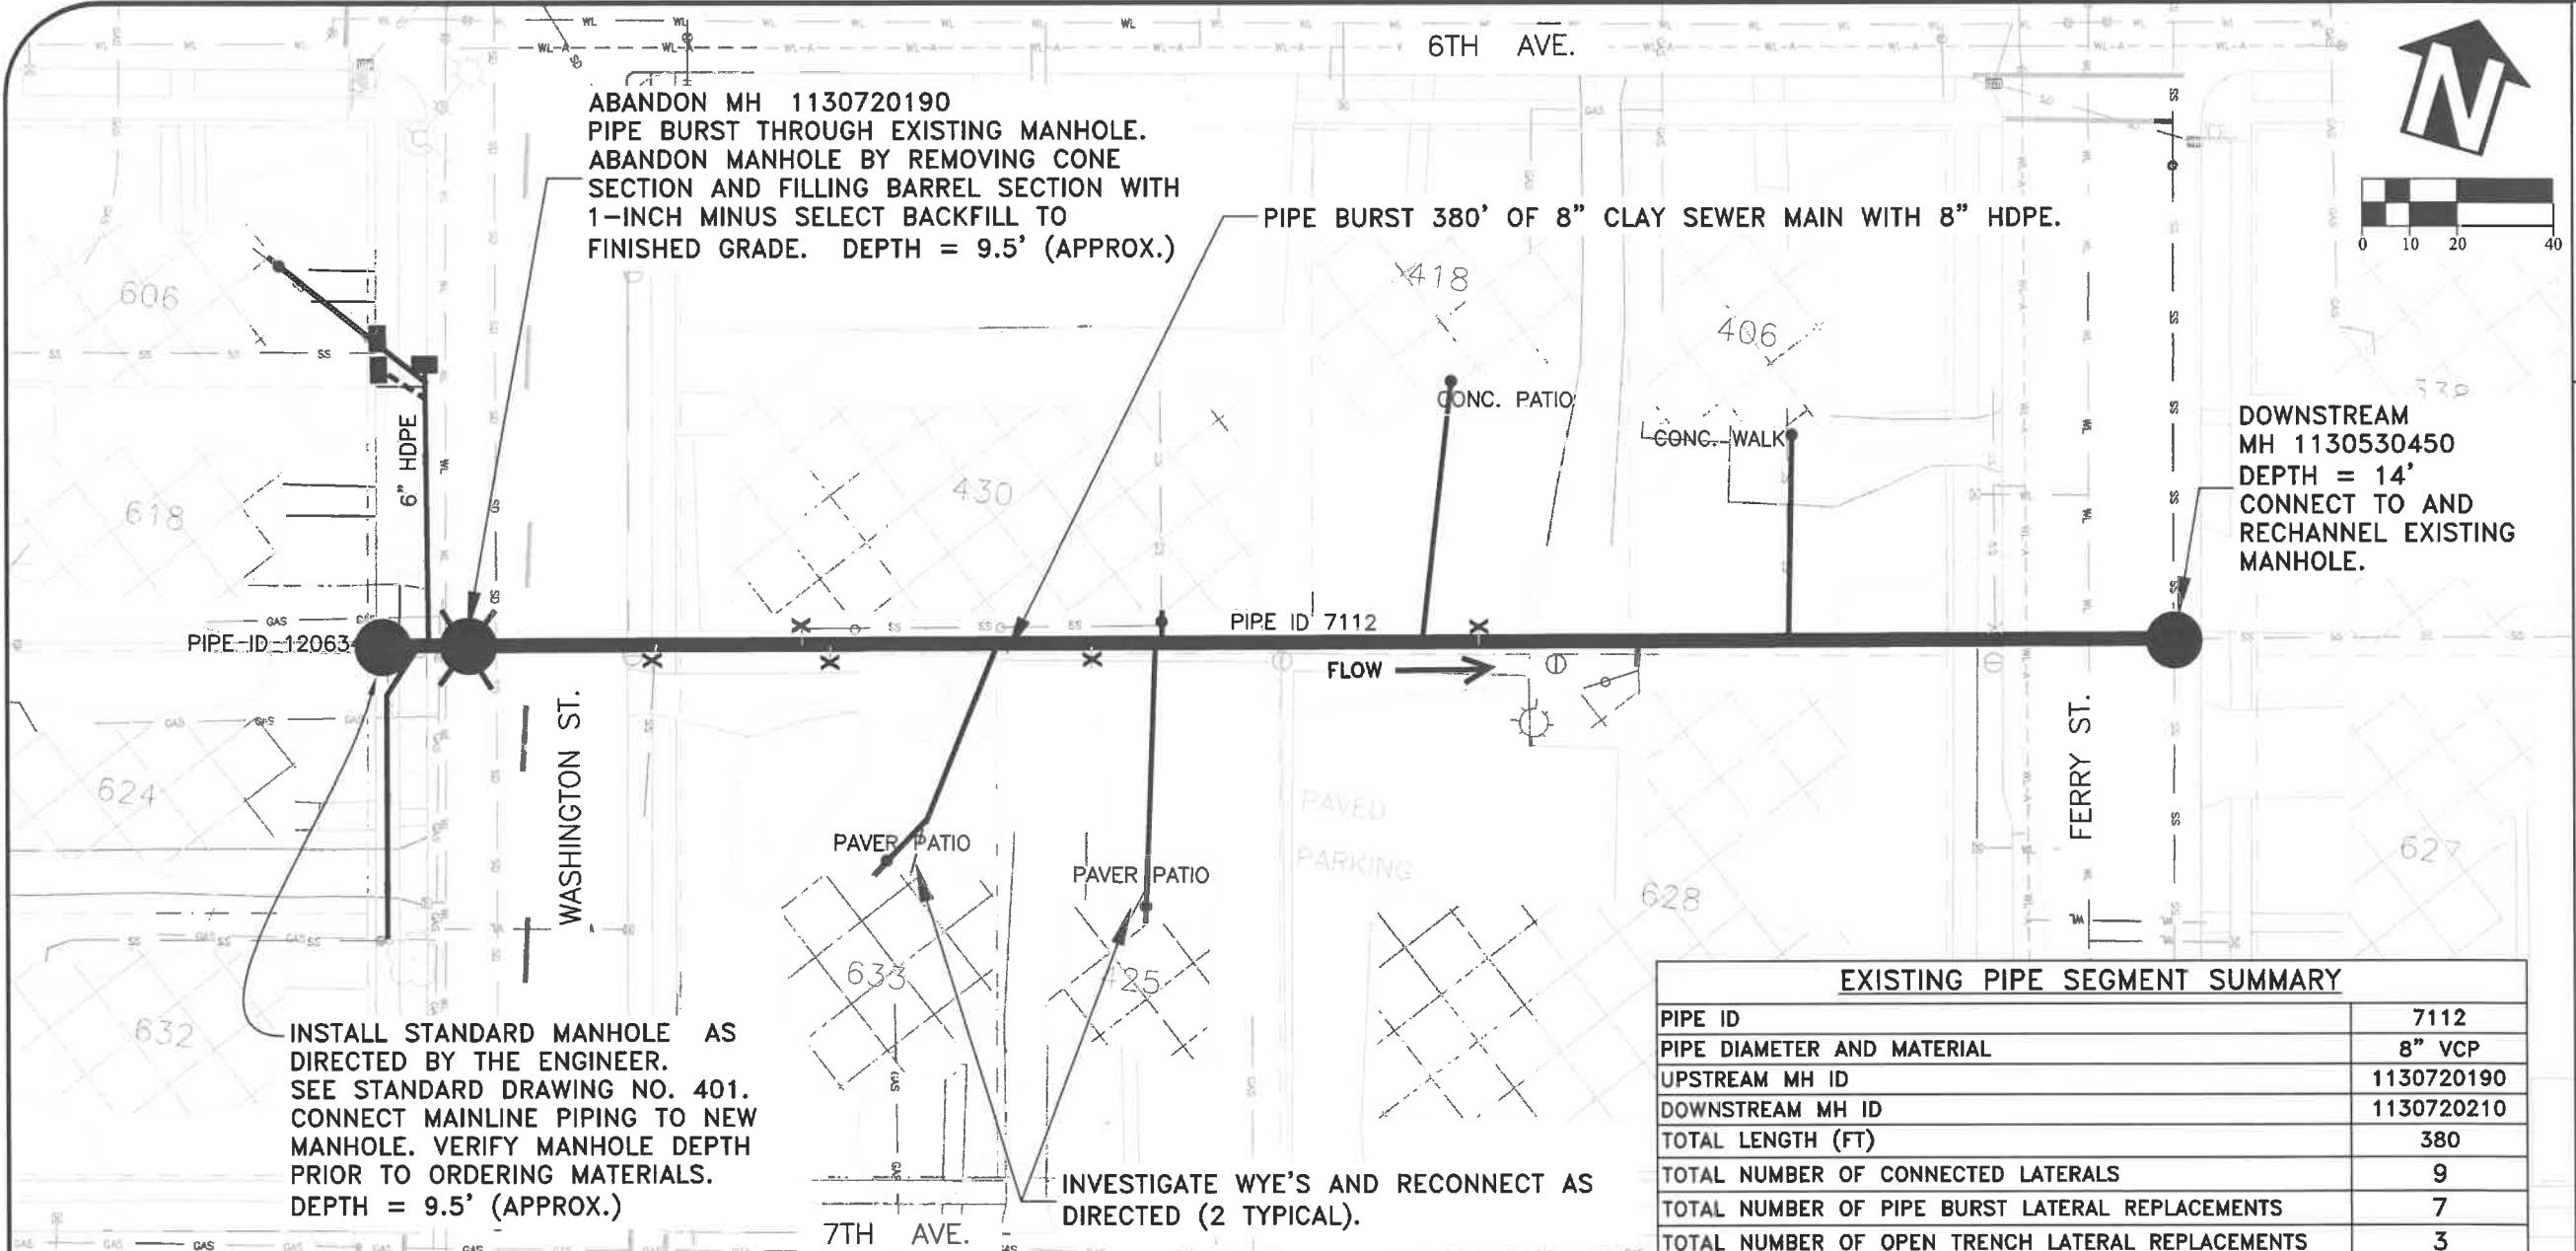 6TH AVE.
N
0 10 20 40
ABANDON MH 1130720190
PIPE BURST THROUGH EXISTING MANHOLE.
ABANDON MANHOLE BY REMOVING CONE
SECTION AND FILLING BARREL SECTION WITH
1-INCH MINUS SELECT BACKFILL TO
FINISHED GRADE. DEPTH = 9.5' (APPROX.)
PIPE BURST 380' OF 8" CLAY SEWER MAIN WITH 8" HDPE.
606
418
406
339
CONC. PATIO
CONC. WALK
6" HDPE
618
430
DOWNSTREAM
MH 1130530450
DEPTH = 14'
CONNECT TO AND
RECHANNEL EXISTING
MANHOLE.
PIPE ID 12063
PIPE ID 7112
FLOW
WASHINGTON ST.
FERRY ST.
624
PAVED
PARKING
PAVER PATIO
PAVER PATIO
628
627
633
425
632
INSTALL STANDARD MANHOLE AS
DIRECTED BY THE ENGINEER.
SEE STANDARD DRAWING NO. 401.
CONNECT MAINLINE PIPING TO NEW
MANHOLE. VERIFY MANHOLE DEPTH
PRIOR TO ORDERING MATERIALS.
DEPTH = 9.5' (APPROX.)
INVESTIGATE WYE'S AND RECONNECT AS
DIRECTED (2 TYPICAL).
7TH AVE.
EXISTING PIPE SEGMENT SUMMARY
PIPE ID 7112
PIPE DIAMETER AND MATERIAL 8" VCP
UPSTREAM MH ID 1130720190
DOWNSTREAM MH ID 1130720210
TOTAL LENGTH (FT) 380
TOTAL NUMBER OF CONNECTED LATERALS 9
TOTAL NUMBER OF PIPE BURST LATERAL REPLACEMENTS 7
TOTAL NUMBER OF OPEN TRENCH LATERAL REPLACEMENTS 3